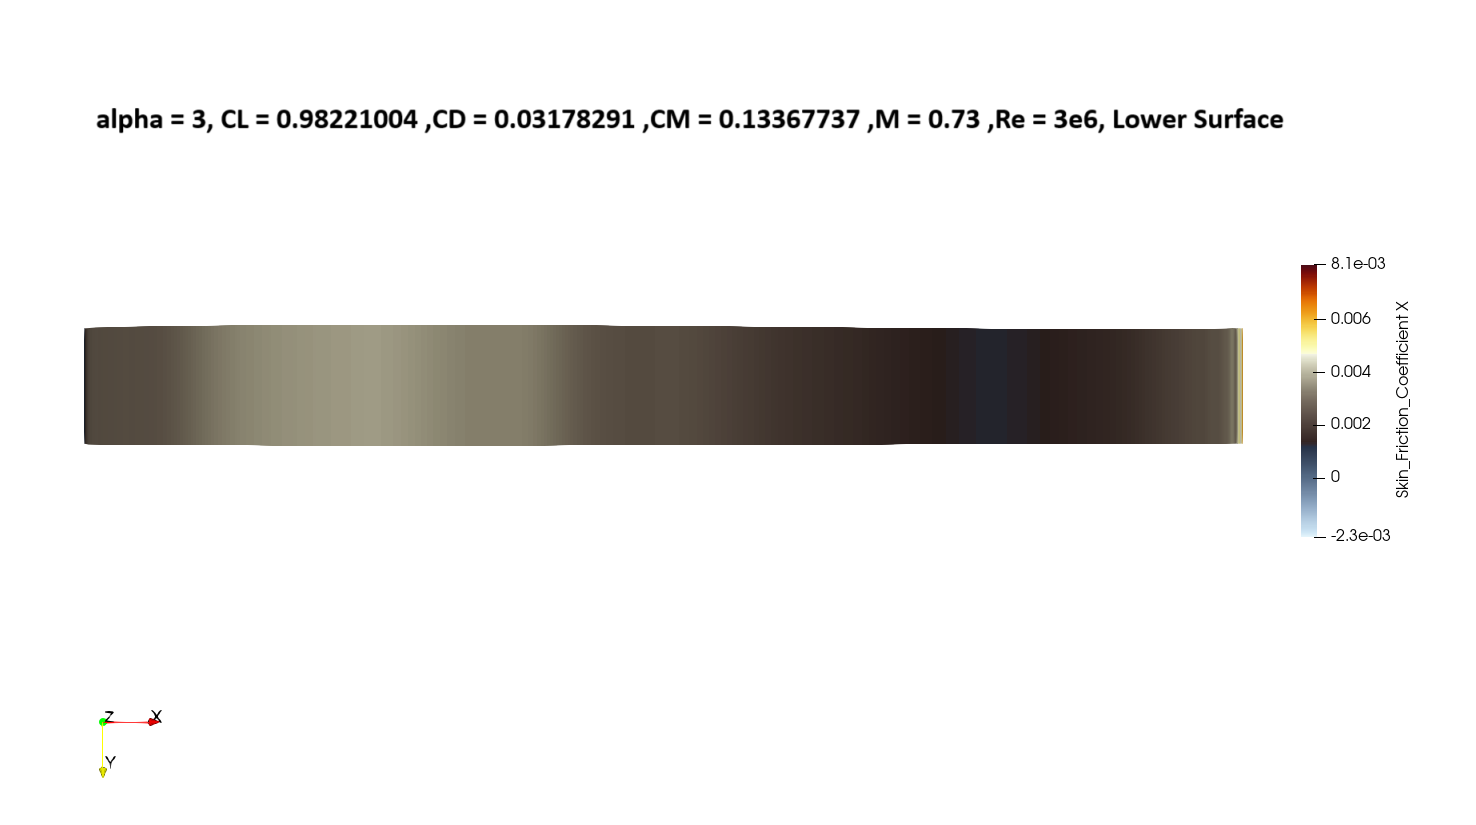 alpha = 3, CL = 0.98221004 ,CD = 0.03178291 ,CM = 0.13367737 ,M = 0.73 ,Re = 3e6, Lower Surface
8.1e-03
0.006
0.004
0.002
0
-2.3e-03
Skin_Friction_Coefficient X
Z X
Y